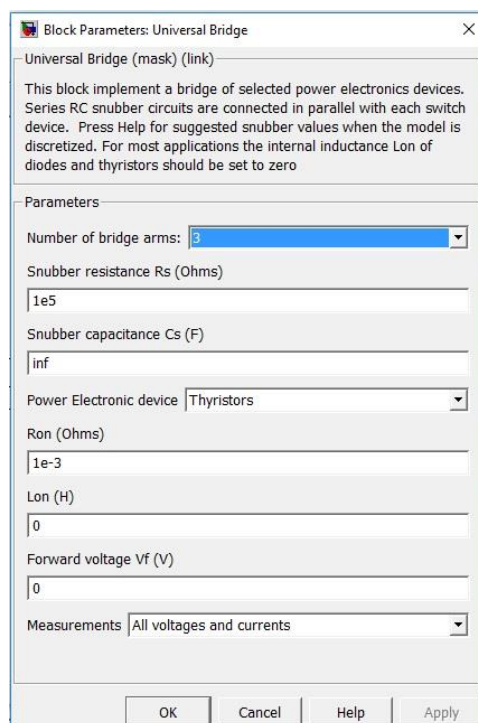 Block Parameters: Universal Bridge
Universal Bridge (mask) (link)
This block implement a bridge of selected power electronics devices.
Series RC snubber circuits are connected in parallel with each switch
device.  Press Help for suggested snubber values when the model is
discretized. For most applications the internal inductance Lon of
diodes and thyristors should be set to zero
Parameters
Number of bridge arms: 3
Snubber resistance Rs (Ohms)
1e5
Snubber capacitance Cs (F)
inf
Power Electronic device Thyristors
Ron (Ohms)
1e-3
Lon (H)
0
Forward voltage Vf (V)
0
Measurements All voltages and currents
OK Cancel Help Apply